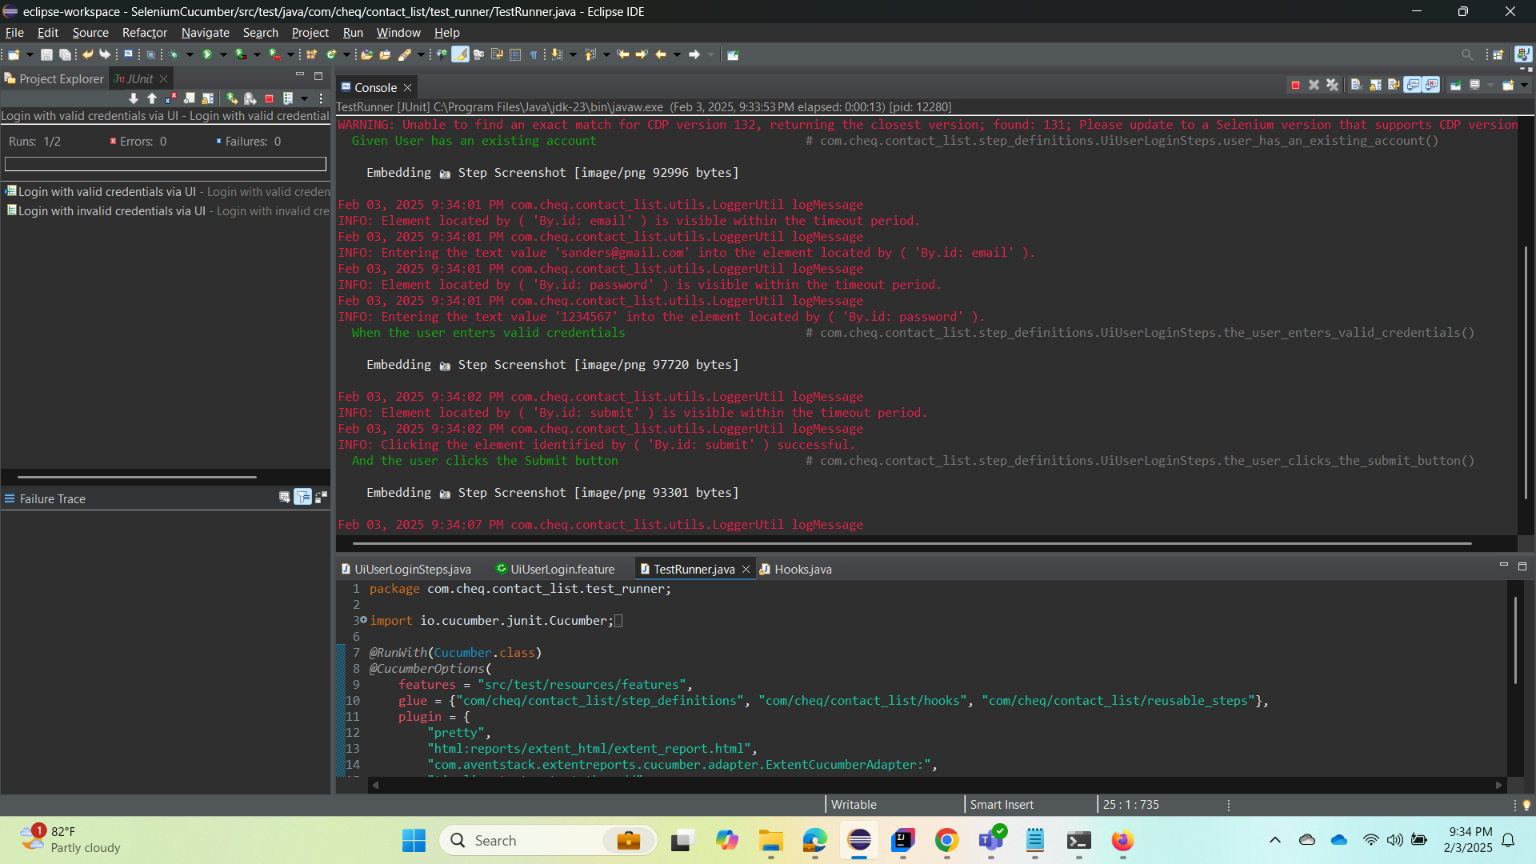 eclipse-workspace - SeleniumCucumber/src/test/java/com/cheq/contact_list/test_runner/TestRunner.java - Eclipse IDE
File Edit Source Refactor Navigate Search Project Run Window Help
Project Explorer
JUnit
Login with valid credentials via UI - Login with valid credential
Runs: 1/2
Errors: 0
Failures: 0
Login with valid credentials via UI - Login with valid creden
Login with invalid credentials via UI - Login with invalid cre
Failure Trace
Console
TestRunner [JUnit] C:\Program Files\Java\jdk-23\bin\javaw.exe (Feb 3, 2025, 9:33:53 PM elapsed: 0:00:13) [pid: 12280]
WARNING: Unable to find an exact match for CDP version 132, returning the closest version; found: 131; Please update to a Selenium version that supports CDP version
Given User has an existing account # com.cheq.contact_list.step_definitions.UiUserLoginSteps.user_has_an_existing_account()
Embedding Step Screenshot [image/png 92996 bytes]
Feb 03, 2025 9:34:01 PM com.cheq.contact_list.utils.LoggerUtil logMessage
INFO: Element located by ( 'By.id: email' ) is visible within the timeout period.
Feb 03, 2025 9:34:01 PM com.cheq.contact_list.utils.LoggerUtil logMessage
INFO: Entering the text value 'sanders@gmail.com' into the element located by ( 'By.id: email' ).
Feb 03, 2025 9:34:01 PM com.cheq.contact_list.utils.LoggerUtil logMessage
INFO: Element located by ( 'By.id: password' ) is visible within the timeout period.
Feb 03, 2025 9:34:01 PM com.cheq.contact_list.utils.LoggerUtil logMessage
INFO: Entering the text value '1234567' into the element located by ( 'By.id: password' ).
When the user enters valid credentials # com.cheq.contact_list.step_definitions.UiUserLoginSteps.the_user_enters_valid_credentials()
Embedding Step Screenshot [image/png 97720 bytes]
Feb 03, 2025 9:34:02 PM com.cheq.contact_list.utils.LoggerUtil logMessage
INFO: Element located by ( 'By.id: submit' ) is visible within the timeout period.
Feb 03, 2025 9:34:02 PM com.cheq.contact_list.utils.LoggerUtil logMessage
INFO: Clicking the element identified by ( 'By.id: submit' ) successful.
And the user clicks the Submit button # com.cheq.contact_list.step_definitions.UiUserLoginSteps.the_user_clicks_the_submit_button()
Embedding Step Screenshot [image/png 93301 bytes]
Feb 03, 2025 9:34:07 PM com.cheq.contact_list.utils.LoggerUtil logMessage
UiUserLoginSteps.java
UiUserLogin.feature
TestRunner.java
Hooks.java
1 package com.cheq.contact_list.test_runner;
2
3 import io.cucumber.junit.Cucumber;
6
7 @RunWith(Cucumber.class)
8 @CucumberOptions(
9 features = "src/test/resources/features",
10 glue = {"com/cheq/contact_list/step_definitions", "com/cheq/contact_list/hooks", "com/cheq/contact_list/reusable_steps"},
11 plugin = {
12 "pretty",
13 "html:reports/extent_html/extent_report.html",
14 "com.aventstack.extentreports.cucumber.adapter.ExtentCucumberAdapter:",
Writable
Smart Insert
25 : 1 : 735
1
82°F
Partly cloudy
Search
9:34 PM
2/3/2025